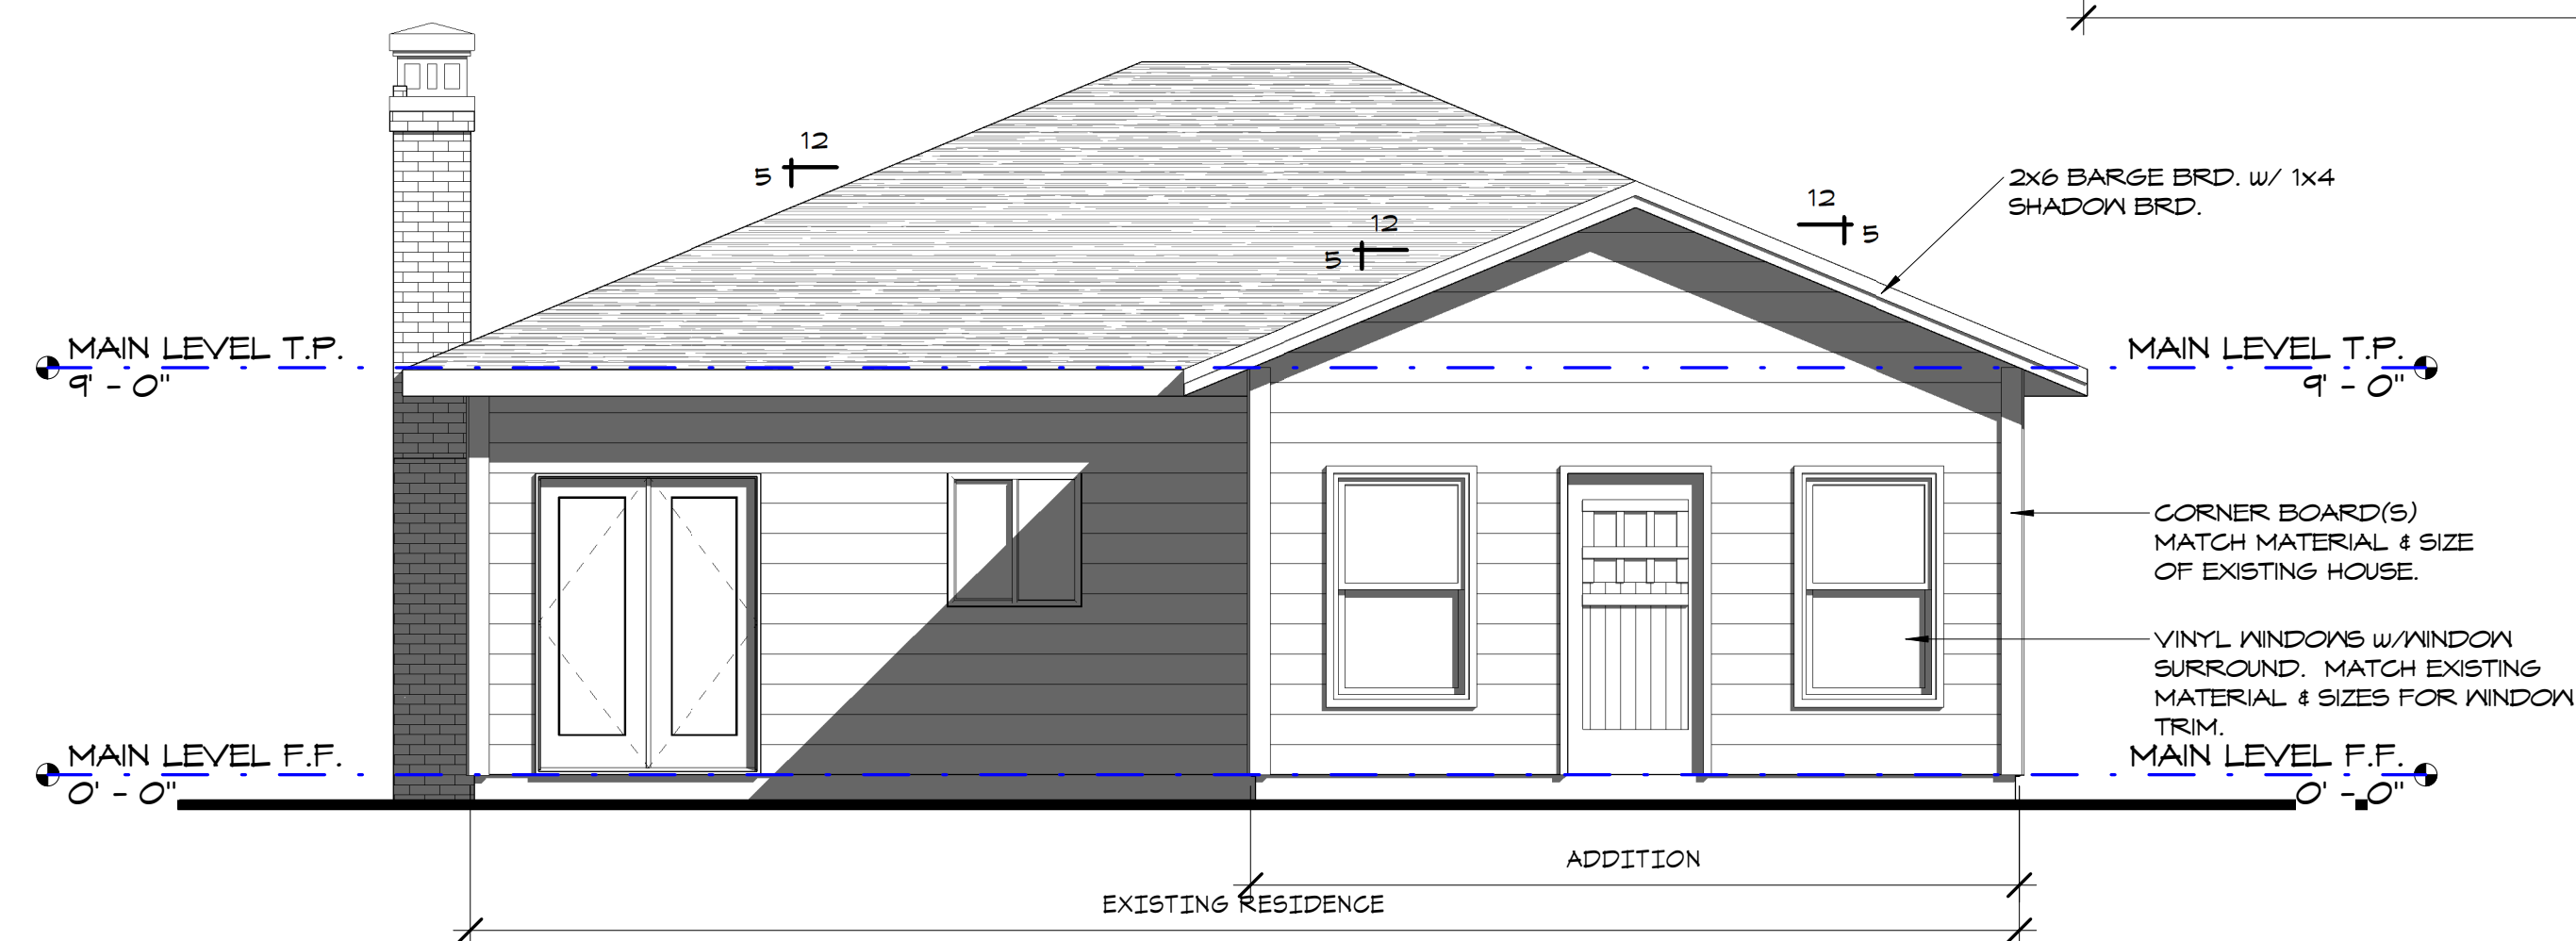 12
5
12
5
12
5
2x6 BARGE BRD. w/ 1x4
SHADOW BRD.
MAIN LEVEL T.P.
9' - 0"
MAIN LEVEL T.P.
9' - 0"
CORNER BOARD(S)
MATCH MATERIAL & SIZE
OF EXISTING HOUSE.
VINYL WINDOWS w/WINDOW
SURROUND. MATCH EXISTING
MATERIAL & SIZES FOR WINDOW
TRIM.
MAIN LEVEL F.F.
0' - 0"
MAIN LEVEL F.F.
0' - 0"
ADDITION
EXISTING RESIDENCE